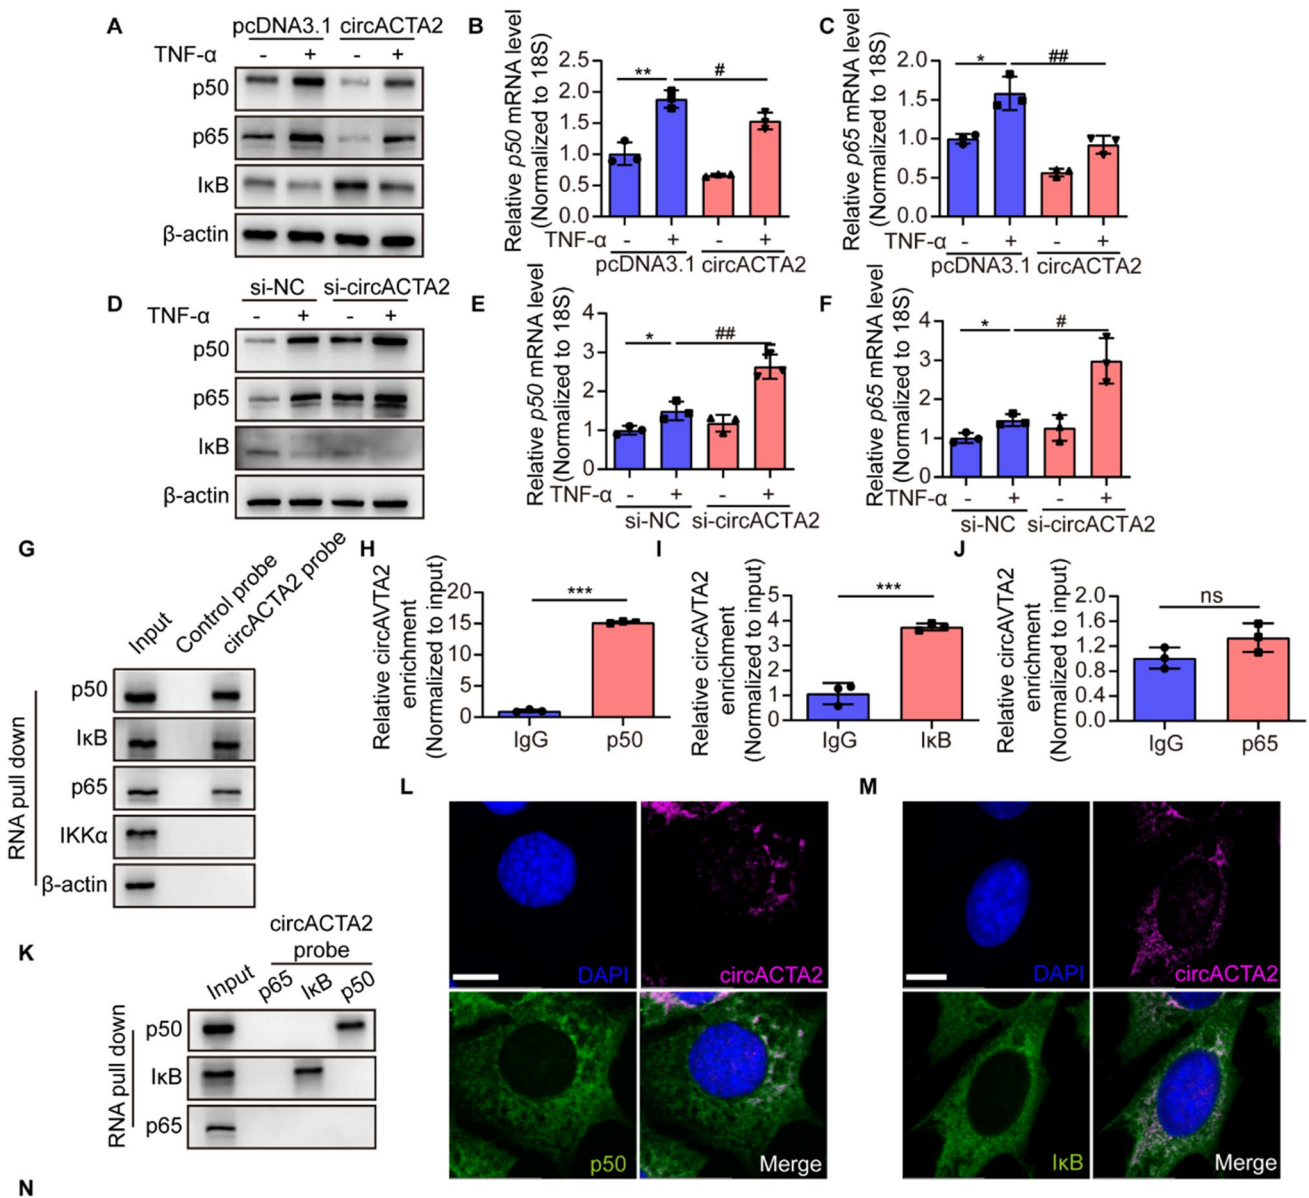 A
pcDNA3.1 circACTA2
TNF-α - + - +
p50
p65
IκB
β-actin
B
Relative p50 mRNA level
(Normalized to 18S)
2.5
2.0
1.5
1.0
0.5
0.0
** #
TNF-α - + - +
pcDNA3.1 circACTA2
C
Relative p65 mRNA level
(Normalized to 18S)
2.0
1.5
1.0
0.5
0.0
* ##
TNF-α - + - +
pcDNA3.1 circACTA2
D
si-NC si-circACTA2
TNF-α - + - +
p50
p65
IκB
β-actin
E
Relative p50 mRNA level
(Normalized to 18S)
4
3
2
1
0
* ##
TNF-α - + - +
si-NC si-circACTA2
F
Relative p65 mRNA level
(Normalized to 18S)
4
3
2
1
0
* #
TNF-α - + - +
si-NC si-circACTA2
G
Input Control probe circACTA2 probe
RNA pull down
p50
IκB
p65
IKKα
β-actin
H
Relative circAVTA2
enrichment
(Normalized to input)
20
15
10
5
0
***
IgG p50
I
Relative circAVTA2
enrichment
(Normalized to input)
5
4
3
2
1
0
***
IgG IκB
J
Relative circAVTA2
enrichment
(Normalized to input)
2.0
1.6
1.2
0.8
0.4
0.0
ns
IgG p65
K
circACTA2
probe
Input p65 IκB p50
RNA pull down
p50
IκB
p65
L
DAPI circACTA2
p50 Merge
M
DAPI circACTA2
IκB Merge
N